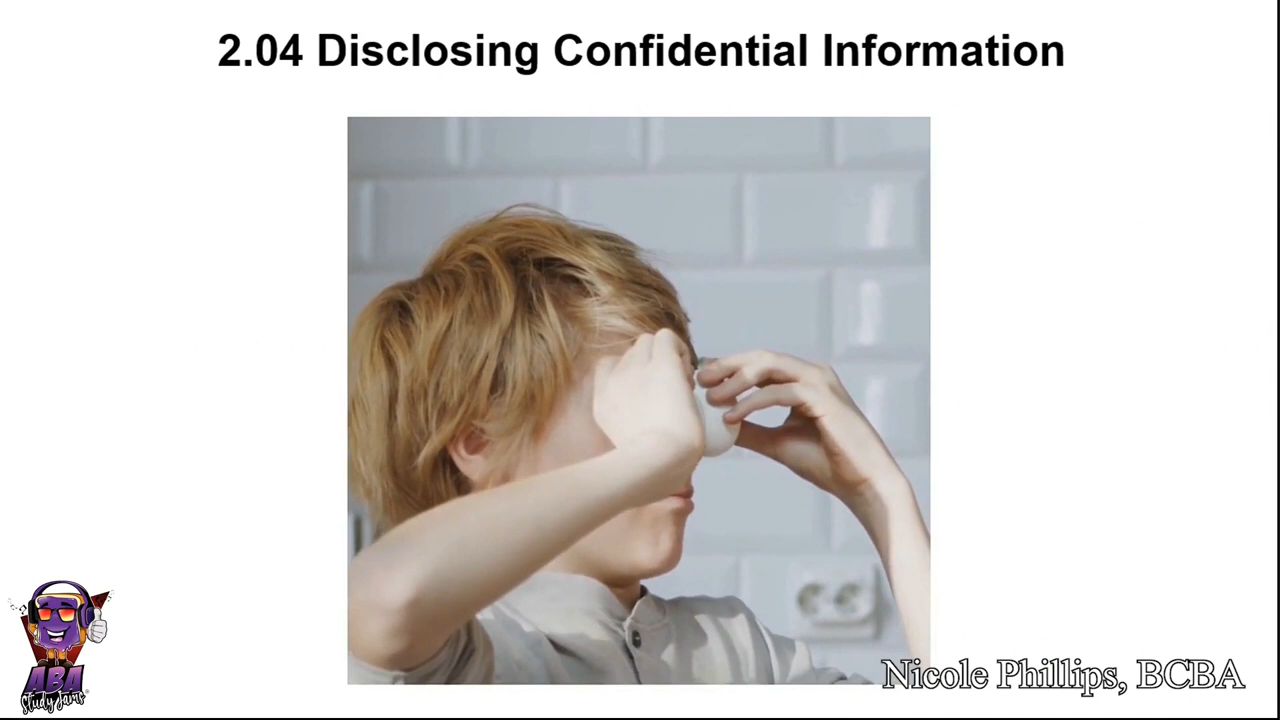 2.04 Disclosing Confidential Information
Nicole Phillips, BCBA
ABA
Study Jams